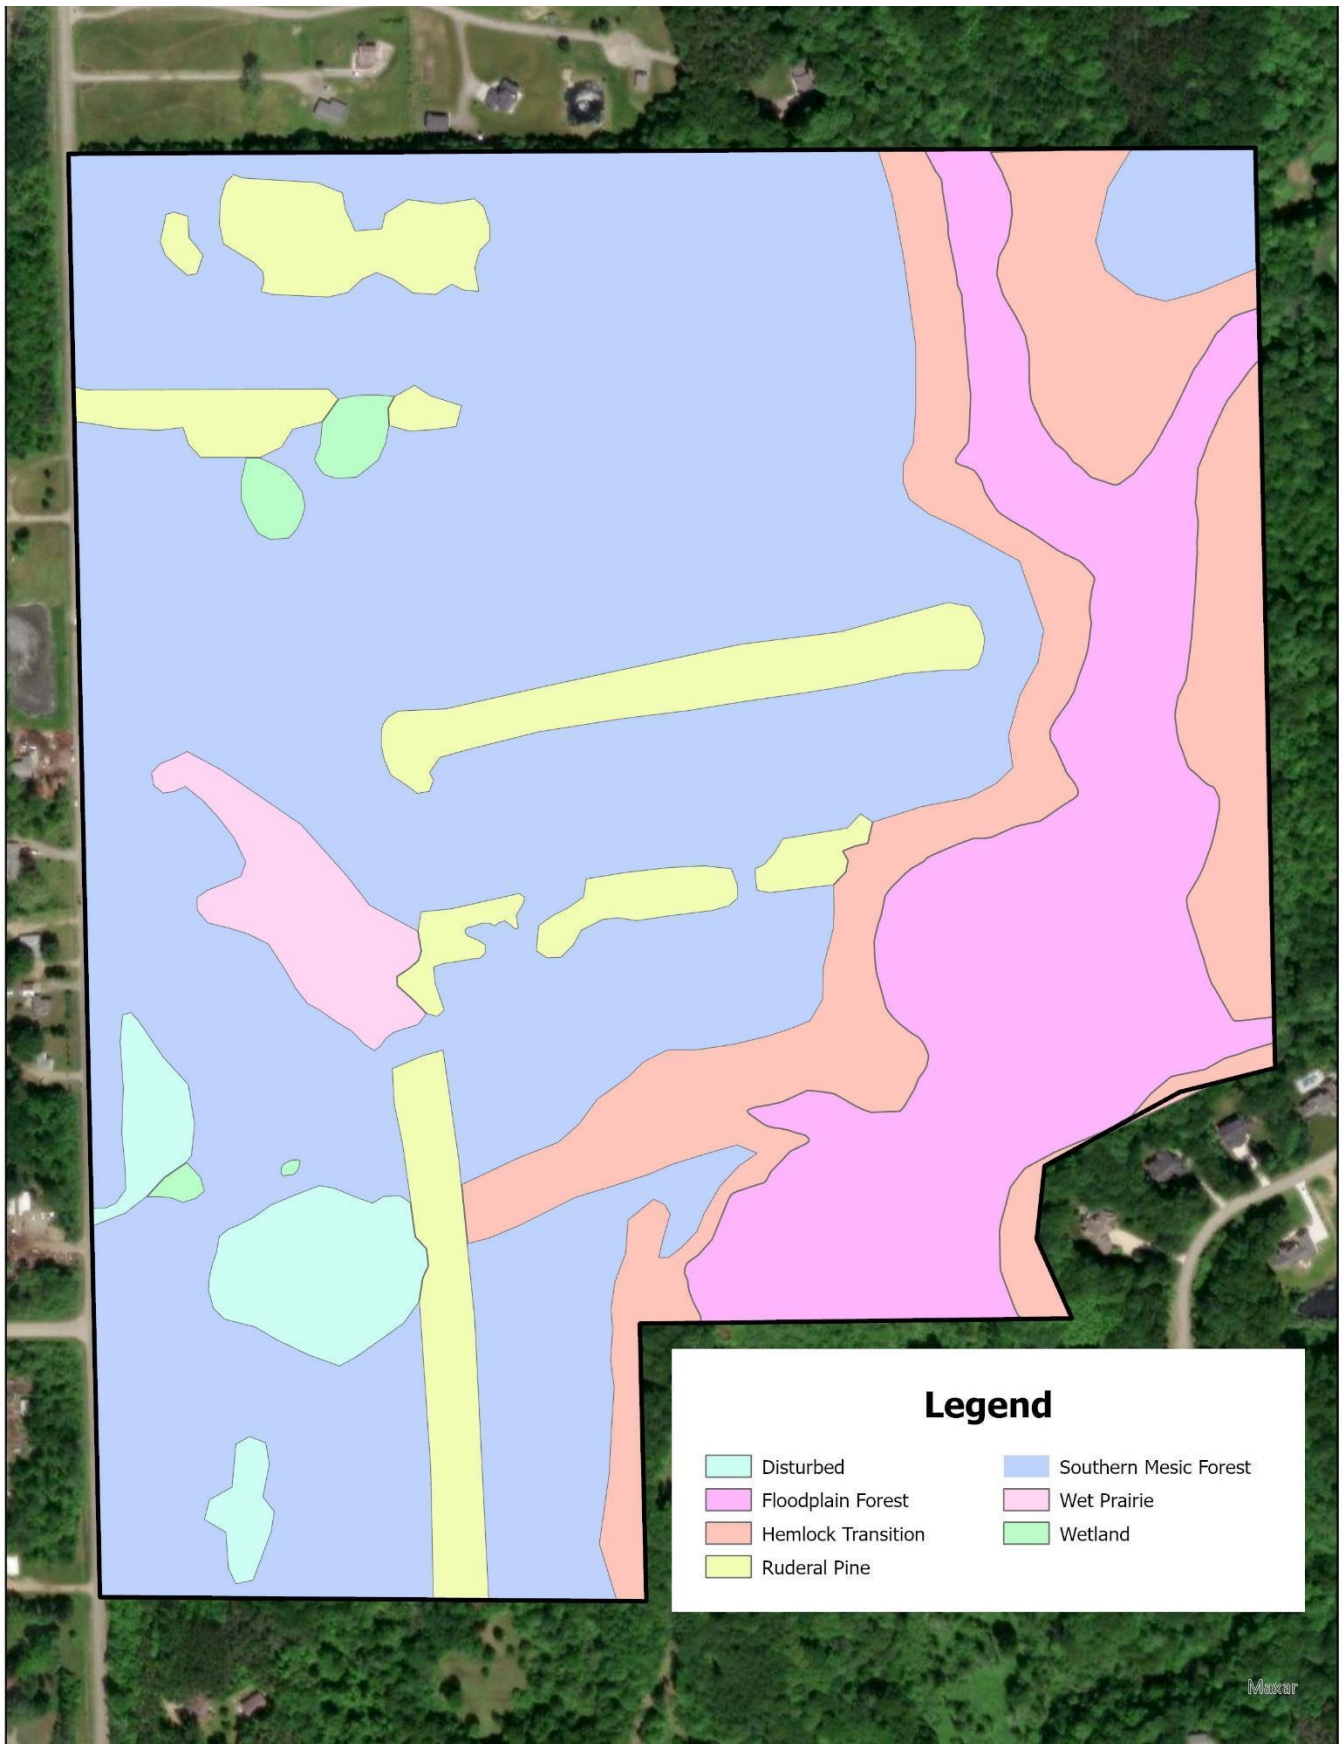 Legend
Disturbed
Floodplain Forest
Hemlock Transition
Ruderal Pine
Southern Mesic Forest
Wet Prairie
Wetland
Maxar